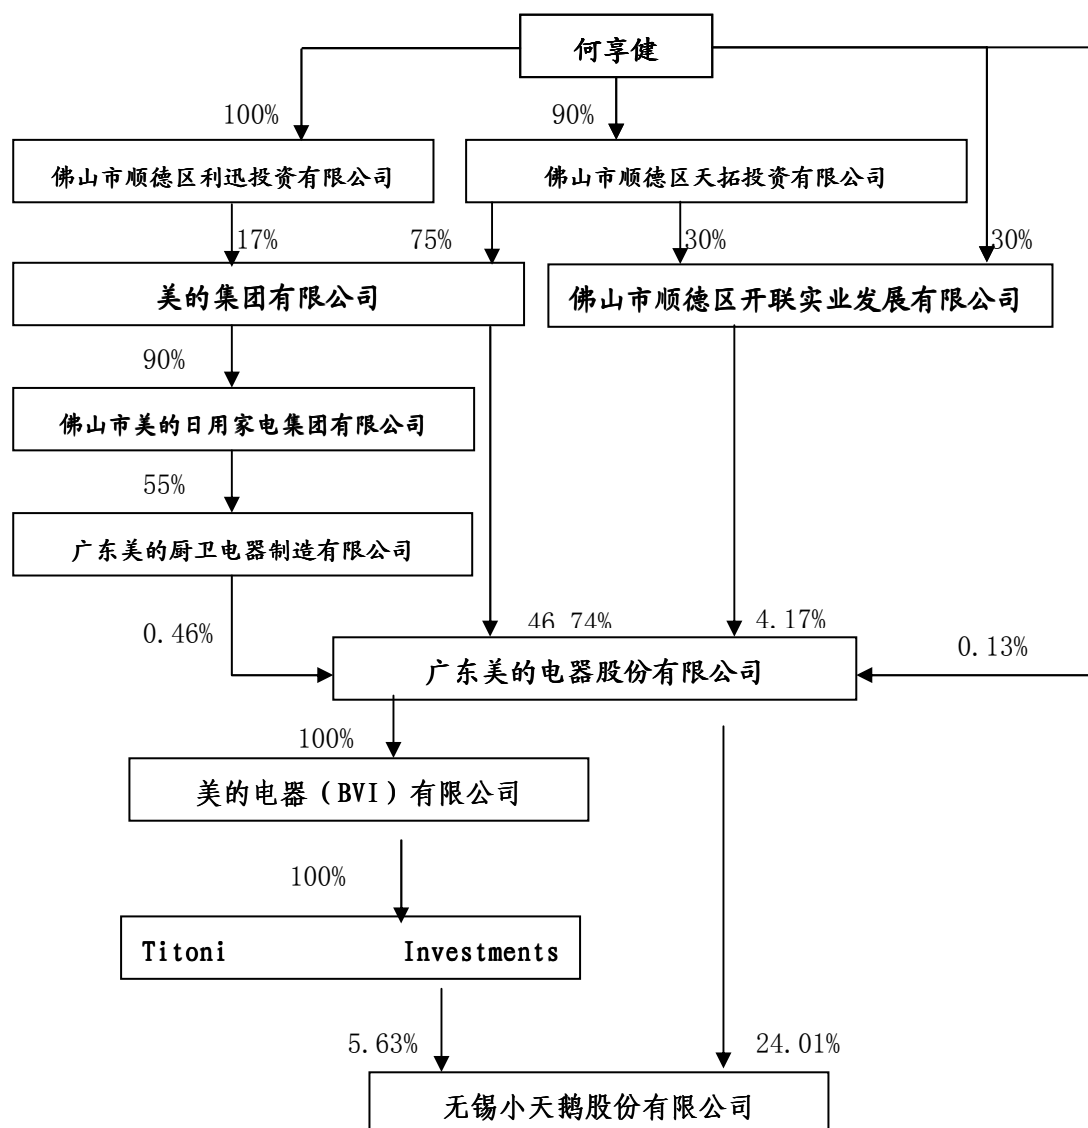 何享健
100%
90%
佛山市顺德区利迅投资有限公司
佛山市顺德区天拓投资有限公司
17%
75%
30%
30%
美的集团有限公司
佛山市顺德区开联实业发展有限公司
90%
佛山市美的日用家电集团有限公司
55%
广东美的厨卫电器制造有限公司
0.46%
46.74%
4.17%
0.13%
广东美的电器股份有限公司
100%
美的电器（BVI）有限公司
100%
Titoni Investments
5.63%
24.01%
无锡小天鹅股份有限公司